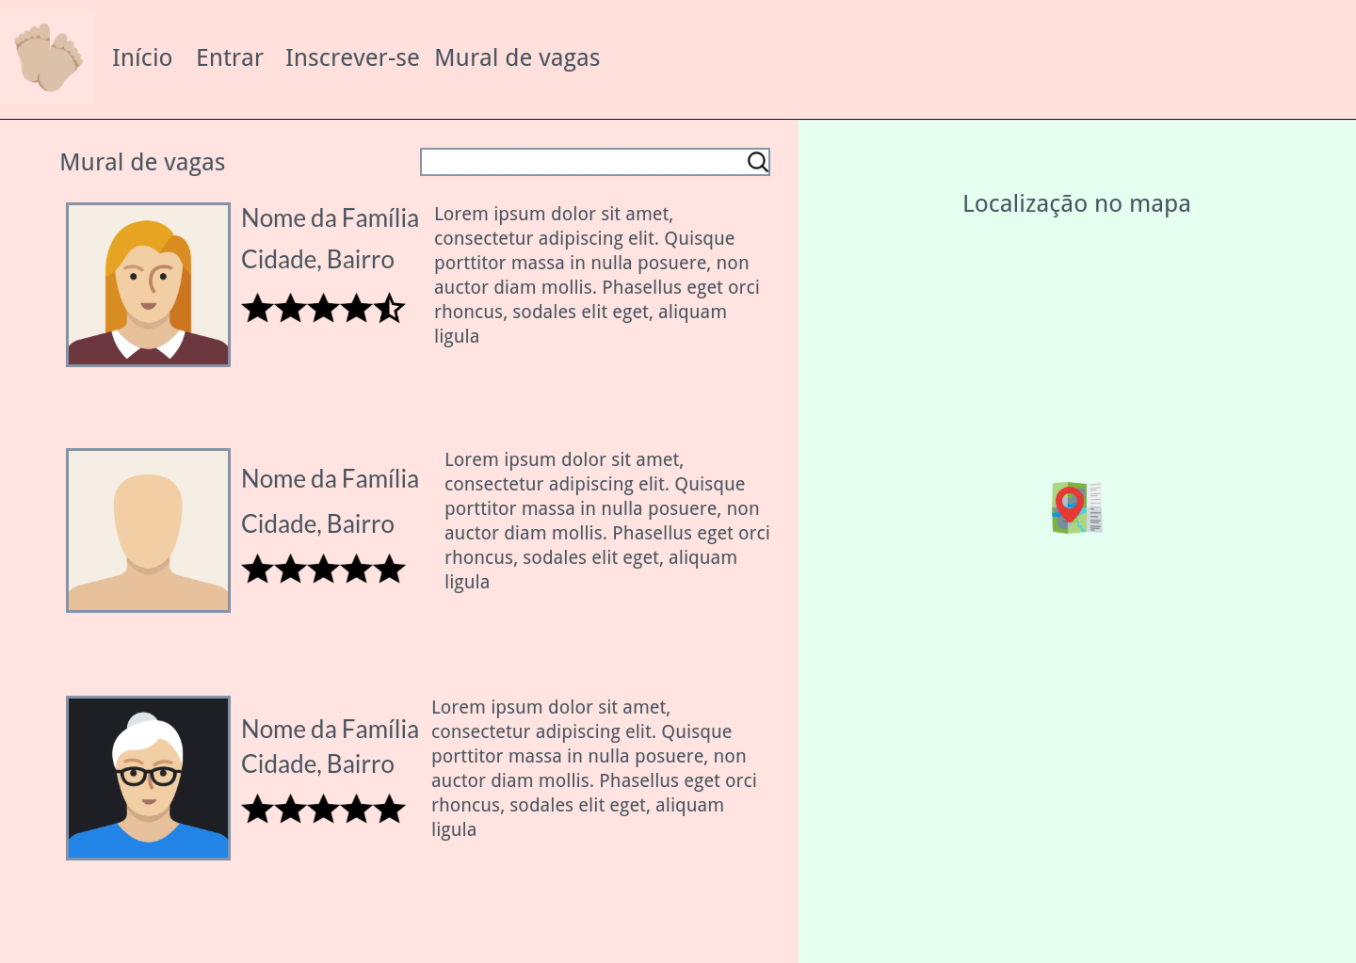 Início Entrar Inscrever-se Mural de vagas
Mural de vagas
Nome da Família
Cidade, Bairro
Lorem ipsum dolor sit amet,
consectetur adipiscing elit. Quisque
porttitor massa in nulla posuere, non
auctor diam mollis. Phasellus eget orci
rhoncus, sodales elit eget, aliquam
ligula
Nome da Família
Cidade, Bairro
Lorem ipsum dolor sit amet,
consectetur adipiscing elit. Quisque
porttitor massa in nulla posuere, non
auctor diam mollis. Phasellus eget orci
rhoncus, sodales elit eget, aliquam
ligula
Nome da Família
Cidade, Bairro
Lorem ipsum dolor sit amet,
consectetur adipiscing elit. Quisque
porttitor massa in nulla posuere, non
auctor diam mollis. Phasellus eget orci
rhoncus, sodales elit eget, aliquam
ligula
Localização no mapa